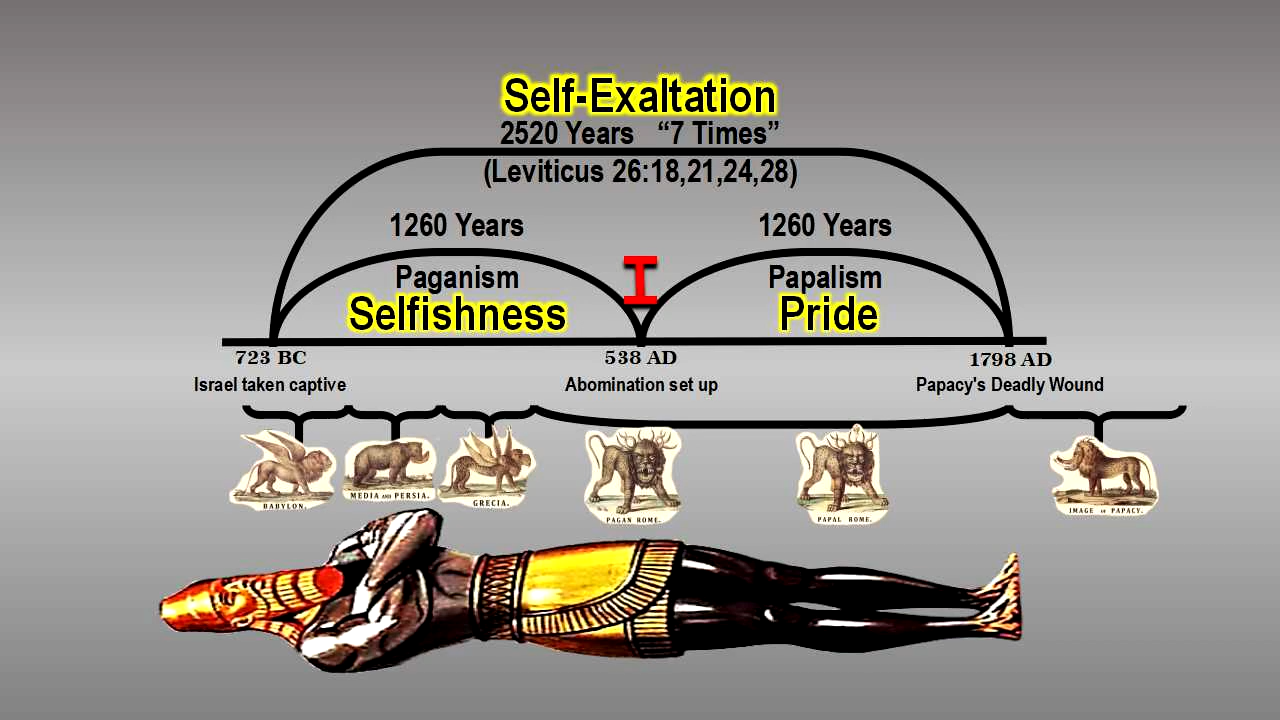 Self-Exaltation
2520 Years “7 Times”
(Leviticus 26:18,21,24,28)
1260 Years
1260 Years
I
Paganism
Papalism
Selfishness
Pride
723 BC
538 AD
1798 AD
Israel taken captive
Abomination set up
Papacy's Deadly Wound
BABYLON.
MEDIA AND PERSIA.
GRECIA.
PAGAN ROME.
PAPAL ROME.
IMAGE OF PAPACY.